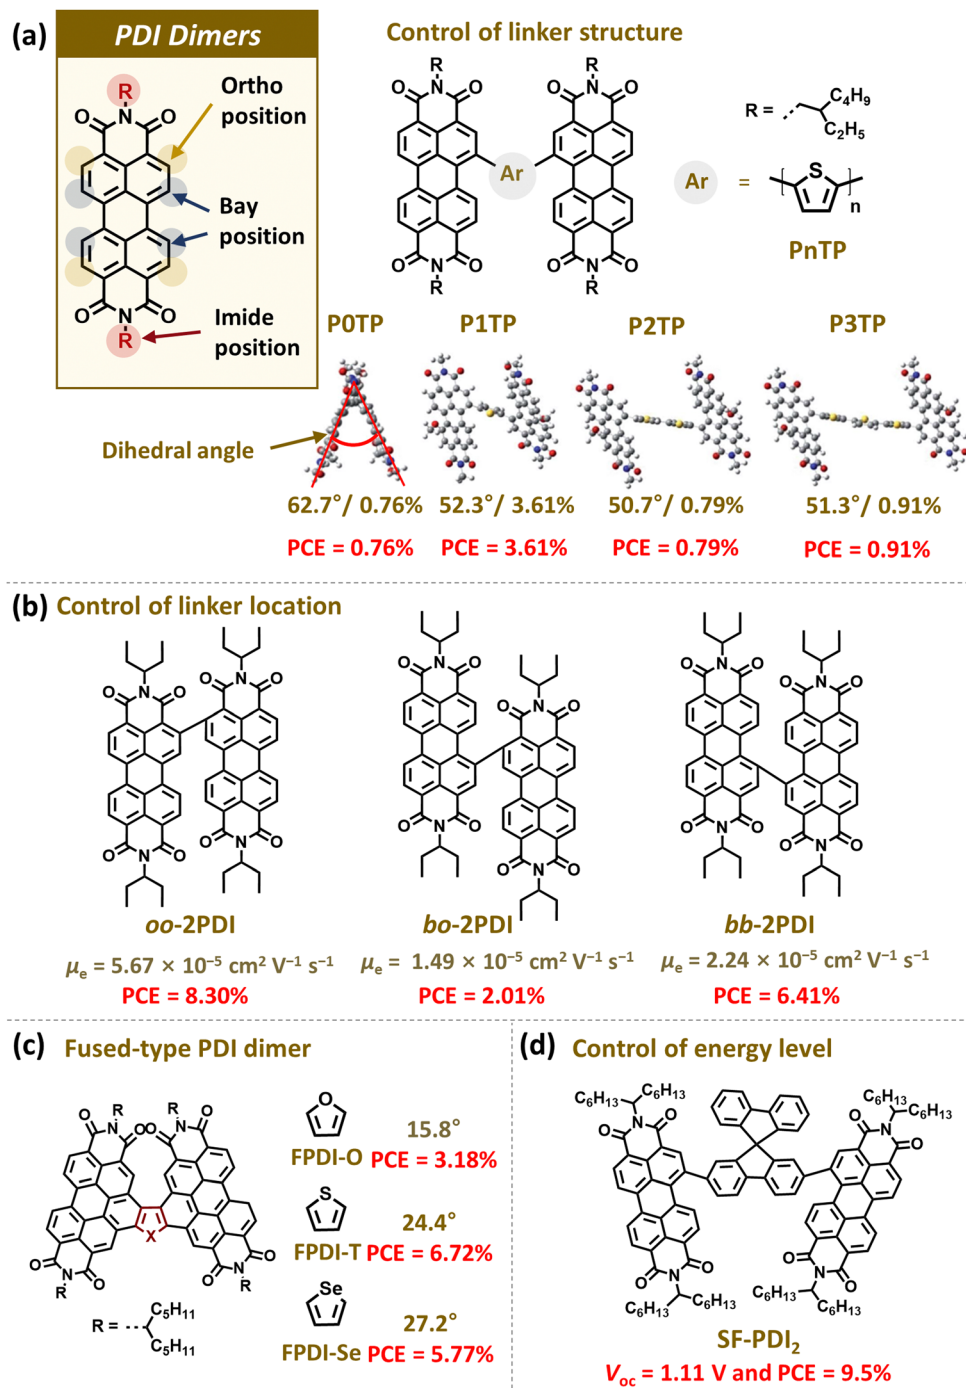 (a)
PDI Dimers
R
N
O
O
Ortho
position
Bay
position
O
O
N
R
Imide
position
Control of linker structure
R
R
O
N
O
O
N
O
Ar
O
N
O
O
N
O
R
R
R =
C4H9
C2H5
Ar
=
S
n
PnTP
P0TP
P1TP
P2TP
P3TP
Dihedral angle
62.7°/ 0.76%
52.3°/ 3.61%
50.7°/ 0.79%
51.3°/ 0.91%
PCE = 0.76%
PCE = 3.61%
PCE = 0.79%
PCE = 0.91%
(b)
Control of linker location
O
N
O
O
N
O
O
N
O
O
N
O
oo-2PDI
μe = 5.67 × 10⁻⁵ cm² V⁻¹ s⁻¹
PCE = 8.30%
O
N
O
O
N
O
O
N
O
O
N
O
bo-2PDI
μe = 1.49 × 10⁻⁵ cm² V⁻¹ s⁻¹
PCE = 2.01%
O
N
O
O
N
O
O
N
O
O
N
O
bb-2PDI
μe = 2.24 × 10⁻⁵ cm² V⁻¹ s⁻¹
PCE = 6.41%
(c)
Fused-type PDI dimer
R
R
O
N
O
O
N
O
X
O
N
O
O
N
O
R
R
R =
C5H11
C5H11
O
FPDI-O
15.8°
PCE = 3.18%
S
FPDI-T
24.4°
PCE = 6.72%
Se
FPDI-Se
27.2°
PCE = 5.77%
(d)
Control of energy level
C6H13
C6H13
C6H13
C6H13
O
N
O
O
N
O
O
N
O
O
N
O
C6H13
C6H13
C6H13
C6H13
SF-PDI₂
Voc = 1.11 V and PCE = 9.5%